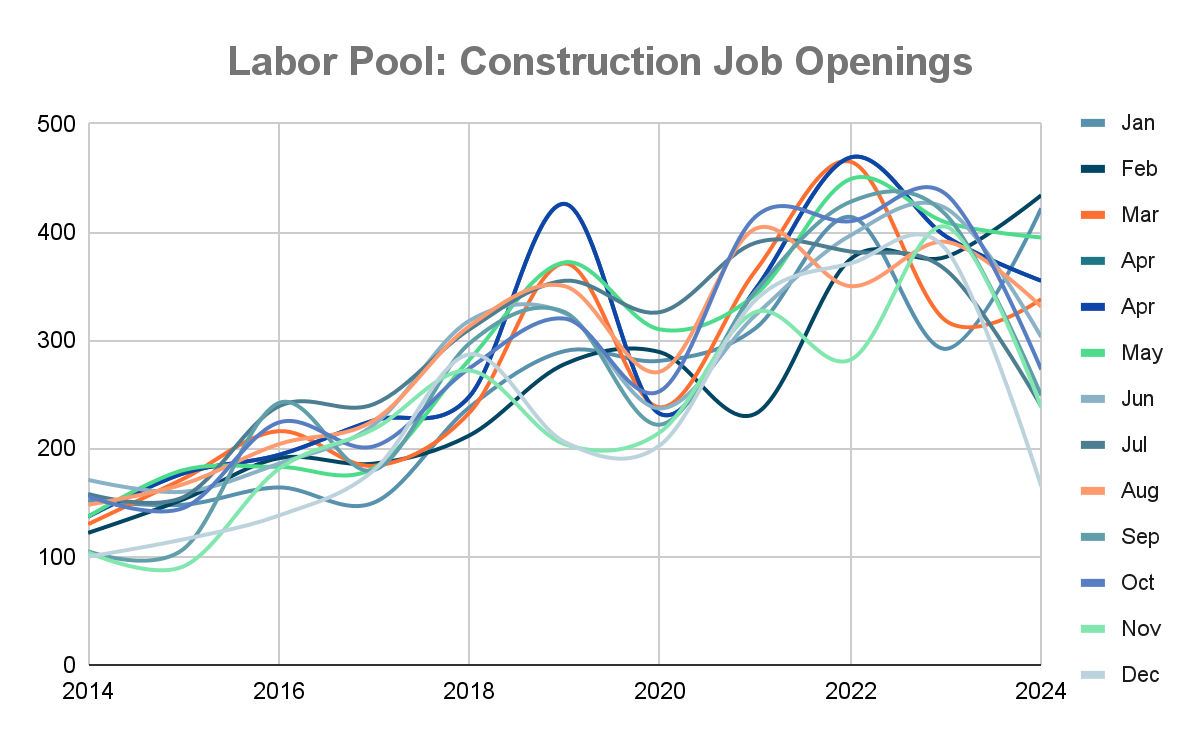 Labor Pool: Construction Job Openings
500
400
300
200
100
0
2014 2016 2018 2020 2022 2024
Jan
Feb
Mar
Apr
Apr
May
Jun
Jul
Aug
Sep
Oct
Nov
Dec